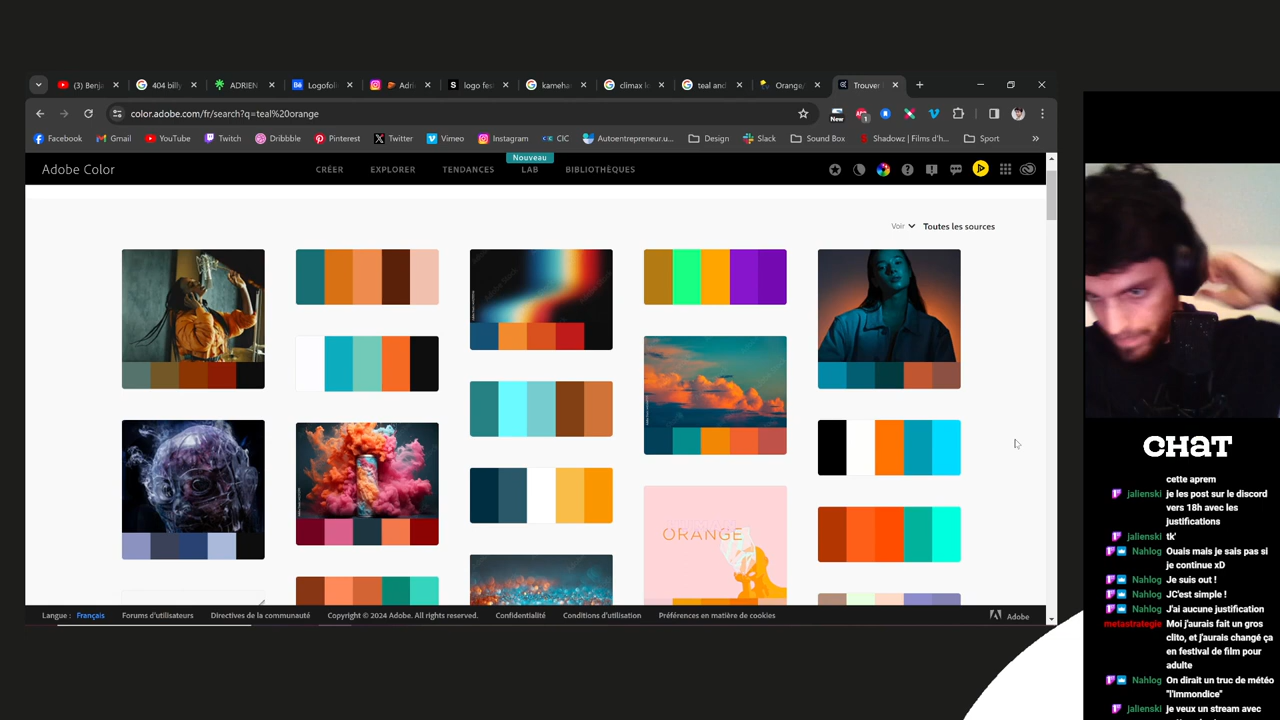 (3) Benja
404 billy
ADRIEN
Logofoli
Adri
logo fes
kameha
climax lo
teal and
Orange/
Trouver l
color.adobe.com/fr/search?q=teal%20orange
New
Facebook
Gmail
YouTube
Twitch
Dribbble
Pinterest
Twitter
Vimeo
Instagram
CIC
Autoentrepreneur.u...
Design
Slack
Sound Box
Shadowz | Films d'h...
Sport
Nouveau
Adobe Color
CRÉER
EXPLORER
TENDANCES
LAB
BIBLIOTHÈQUES
Voir
Toutes les sources
ORANGE
Langue :
Français
Forums d'utilisateurs
Directives de la communauté
Copyright © 2024 Adobe. All rights reserved.
Confidentialité
Conditions d'utilisation
Préférences en matière de cookies
Adobe
CHAT
cette aprem
jalienski je les post sur le discord
vers 18h avec les
justifications
jalienski tk'
Nahlog Ouais mais je sais pas si
je continue xD
Nahlog Je suis out !
Nahlog JC'est simple !
Nahlog J'ai aucune justification
metastrategie Moi j'aurais fait un gros
clito, et j'aurais changé ça
en festival de film pour
adulte
Nahlog On dirait un truc de météo
"l'Immondice"
jalienski je veux un stream avec